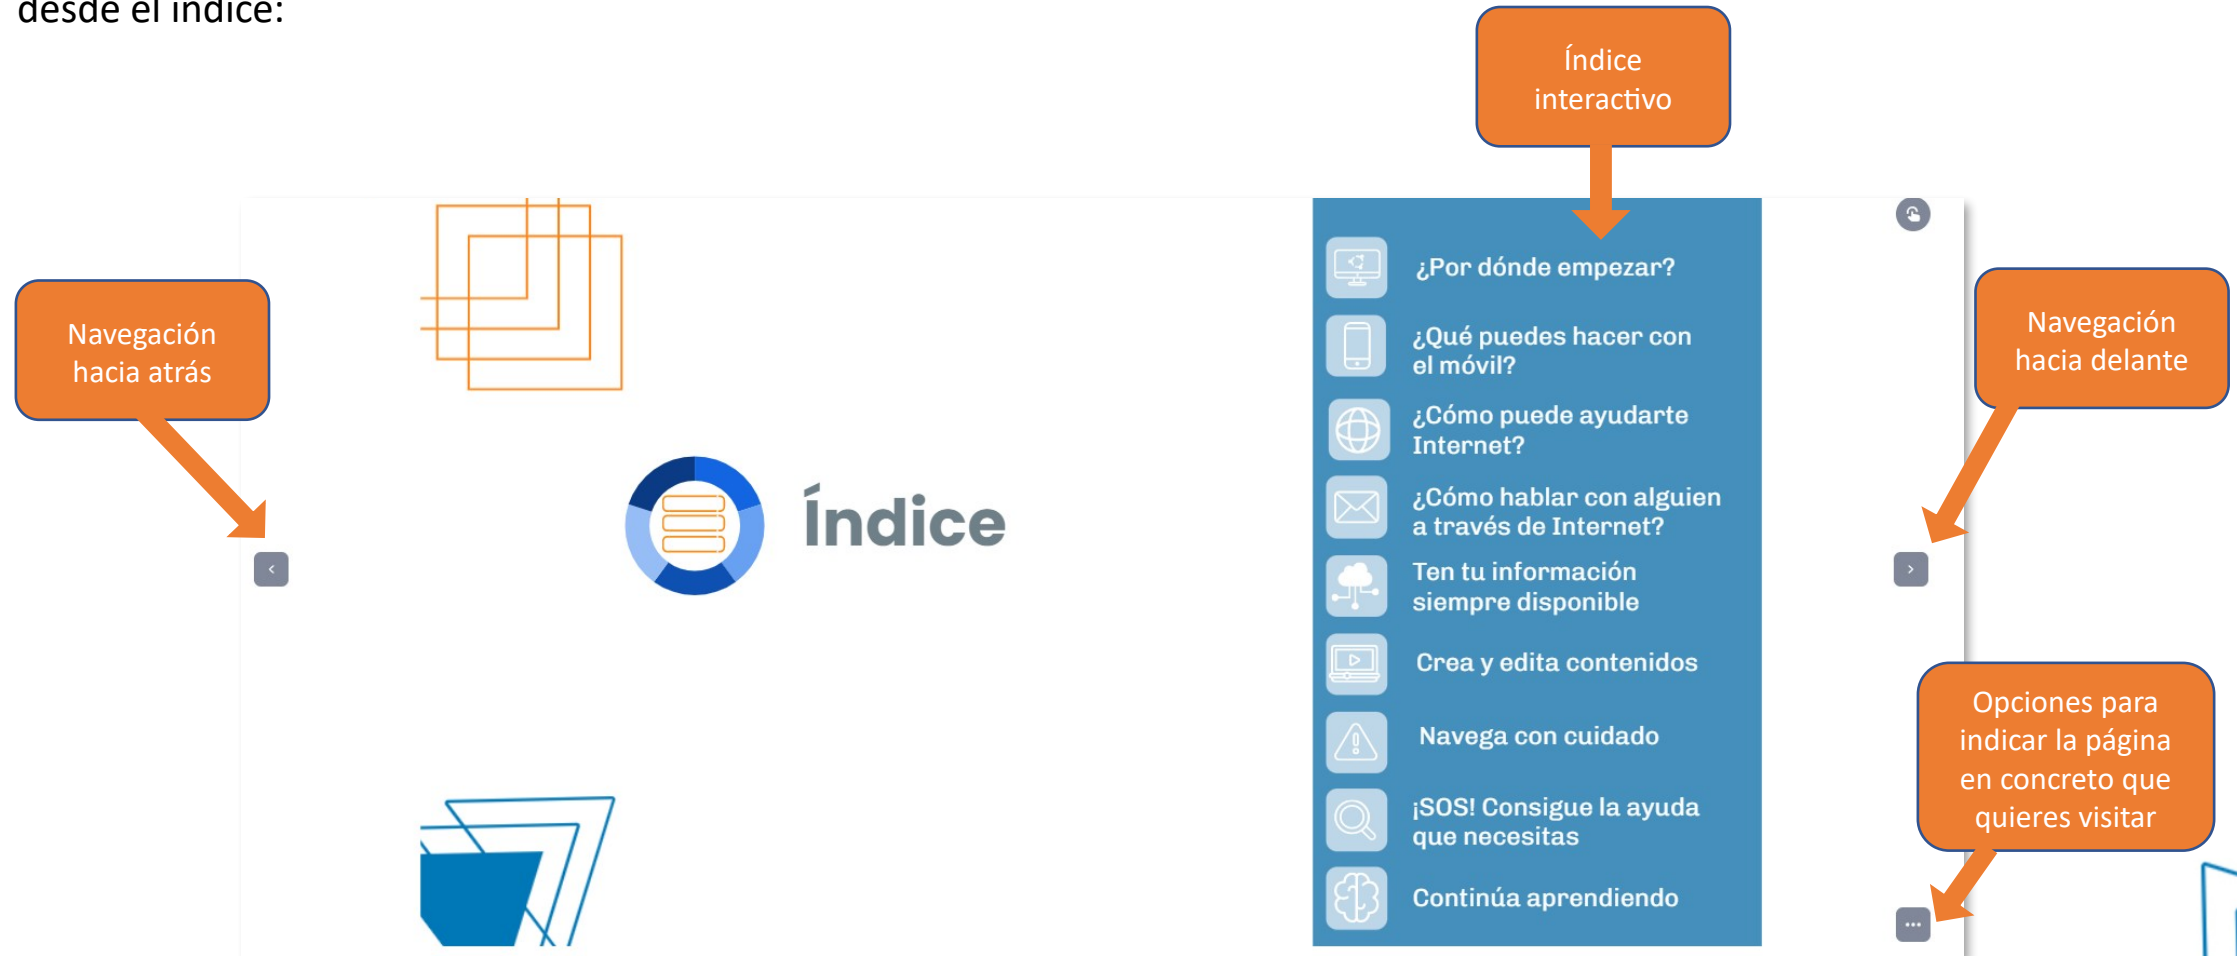 desde el índice:
Índice
interactivo
Navegación
hacia atrás
Índice
¿Por dónde empezar?
¿Qué puedes hacer con
el móvil?
¿Cómo puede ayudarte
Internet?
¿Cómo hablar con alguien
a través de Internet?
Ten tu información
siempre disponible
Crea y edita contenidos
Navega con cuidado
¡SOS! Consigue la ayuda
que necesitas
Continúa aprendiendo
Navegación
hacia delante
Opciones para
indicar la página
en concreto que
quieres visitar